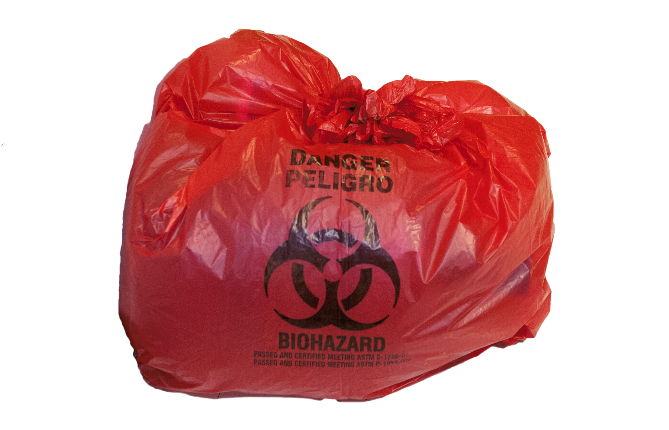 DANGER
PELIGRO
BIOHAZARD
PASSED AND CERTIFIED MEETING ASTM
PASSED AND CERTIFIED MEETING ASTM